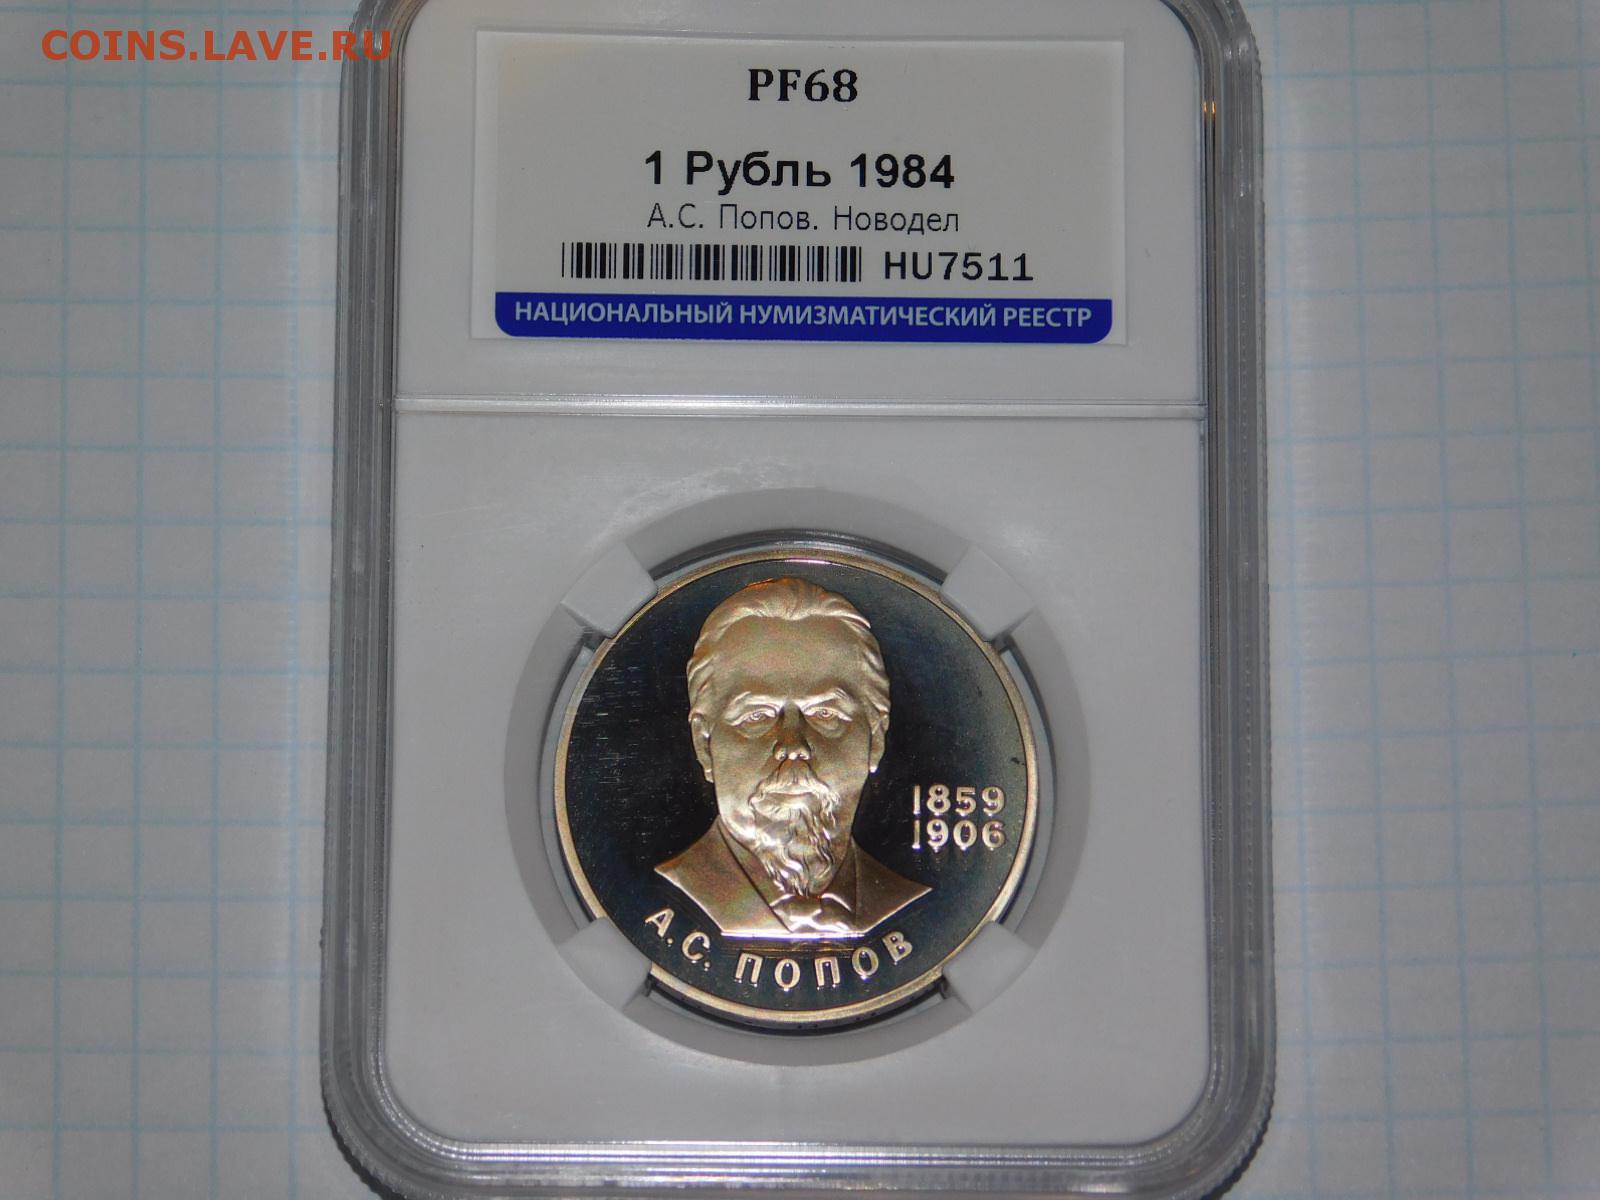 COINS.LAVE.RU
PF68
1 Рубль 1984
А.С. Попов. Новодел
HU7511
НАЦИОНАЛЬНЫЙ НУМИЗМАТИЧЕСКИЙ РЕЕСТР
1859
1906
А.С. ПОПОВ